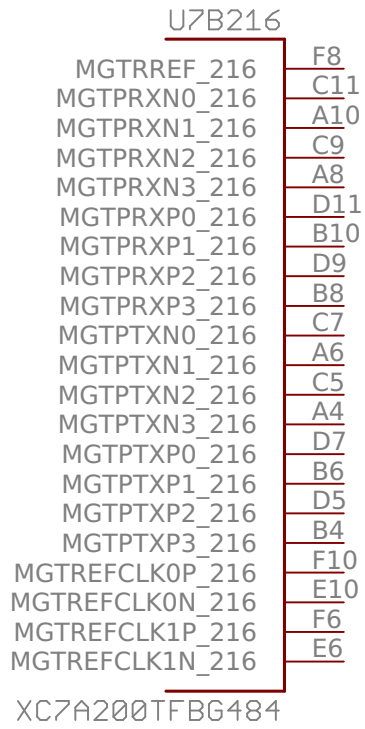 U7B216
MGTRREF_216 F8
MGTPRXN0_216 C11
MGTPRXN1_216 A10
MGTPRXN2_216 C9
MGTPRXN3_216 A8
MGTPRXP0_216 D11
MGTPRXP1_216 B10
MGTPRXP2_216 D9
MGTPRXP3_216 B8
MGTPTXN0_216 C7
MGTPTXN1_216 A6
MGTPTXN2_216 C5
MGTPTXN3_216 A4
MGTPTXP0_216 D7
MGTPTXP1_216 B6
MGTPTXP2_216 D5
MGTPTXP3_216 B4
MGTREFCLK0P_216 F10
MGTREFCLK0N_216 E10
MGTREFCLK1P_216 F6
MGTREFCLK1N_216 E6
XC7A200TFBG484